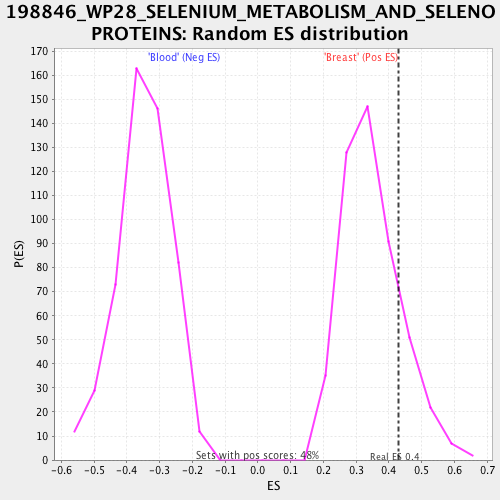 198846_WP28_SELENIUM_METABOLISM_AND_SELENO
PROTEINS: Random ES distribution
'Blood' (Neg ES) 'Breast' (Pos ES)
170
160
150
140
130
120
110
100
90
80
70
60
50
40
30
20
10
0
P(ES)
Sets with pos scores: 48%
Real ES 0.4
-0.6 -0.5 -0.4 -0.3 -0.2 -0.1 0.0 0.1 0.2 0.3 0.4 0.5 0.6 0.7
ES